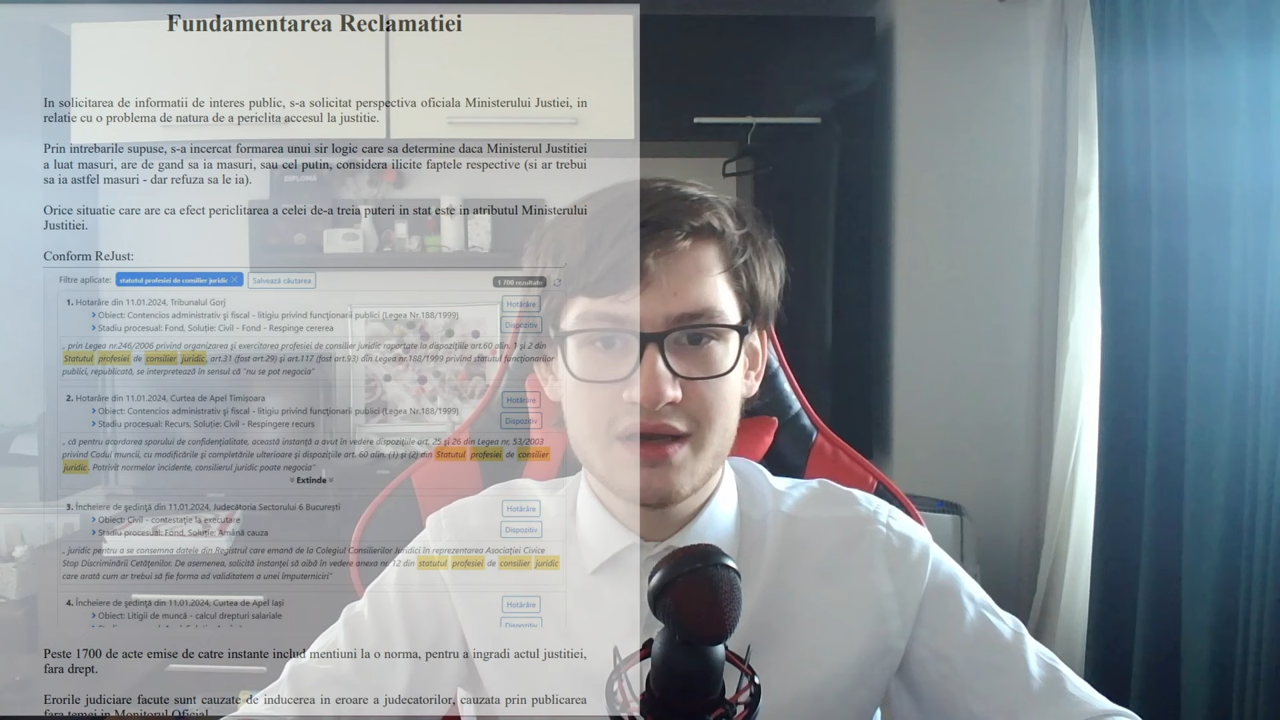 Fundamentarea Reclamatiei
In solicitarea de informatii de interes public, s-a solicitat perspectiva oficiala Ministerului Justiei, in
relatie cu o problema de natura de a periclita accesul la justitie.
Prin intrebarile supuse, s-a incercat formarea unui sir logic care sa determine daca Ministerul Justitiei
a luat masuri, are de gand sa ia masuri, sau cel putin, considera ilicite faptele respective (si ar trebui
sa ia astfel masuri - dar refuza sa le ia).
Orice situatie care are ca efect periclitarea a celei de-a treia puteri in stat este in atributul Ministerului
Justitiei.
Conform ReJust:
Filtre aplicate: statutul profesiei de consilier juridic Salvează căutarea 1 700 rezultate
1. Hotărâre din 11.01.2024, Tribunalul Gorj Hotărâre
Obiect: Contencios administrativ și fiscal - litigiu privind funcționarii publici (Legea Nr.188/1999)
Stadiu procesual: Fond, Soluție: Civil - Fond - Respinge cererea Dispozitiv
„ prin Legea nr.246/2006 privind organizarea și exercitarea profesiei de consilier juridic raportate la dispozițiile art.60 alin. 1 și 2 din
Statutul profesiei de consilier juridic, art.31 (fost art.29) și art.117 (fost art.93) din Legea nr.188/1999 privind statutul funcționarilor
publici, republicată, se interpretează în sensul că "nu se pot negocia"
2. Hotărâre din 11.01.2024, Curtea de Apel Timișoara Hotărâre
Obiect: Contencios administrativ și fiscal - litigiu privind funcționarii publici (Legea Nr.188/1999)
Stadiu procesual: Recurs, Soluție: Civil - Respingere recurs Dispozitiv
„ că pentru acordarea sporului de confidențialitate, această instanță a avut în vedere dispozițiile art. 25 și 26 din Legea nr. 53/2003
privind Codul muncii, cu modificările și completările ulterioare și dispozițiile art. 60 alin. (1) și (2) din Statutul profesiei de consilier
juridic. Potrivit normelor incidente, consilierul juridic poate negocia"
Extinde
3. Încheiere de ședință din 11.01.2024, Judecătoria Sectorului 6 București Hotărâre
Obiect: Civil - contestație la executare
Stadiu procesual: Fond, Soluție: Amână cauza Dispozitiv
„ juridic pentru a se consemna datele din Registrul care emană de la Colegiul Consilierilor Juridici în reprezentarea Asociației Civice
Stop Discriminării Cetățenilor. De asemenea, solicită instanței să aibă în vedere anexa nr. 12 din statutul profesiei de consilier juridic
care arată cum ar trebui să fie forma ad validitatem a unei împuterniciri"
4. Încheiere de ședință din 11.01.2024, Curtea de Apel Iași Hotărâre
Obiect: Litigii de muncă - calcul drepturi salariale
Dispozitiv
Peste 1700 de acte emise de catre instante includ mentiuni la o norma, pentru a ingradi actul justitiei,
fara drept.
Erorile judiciare facute sunt cauzate de inducerea in eroare a judecatorilor, cauzata prin publicarea
fara temei in Monitorul Oficial